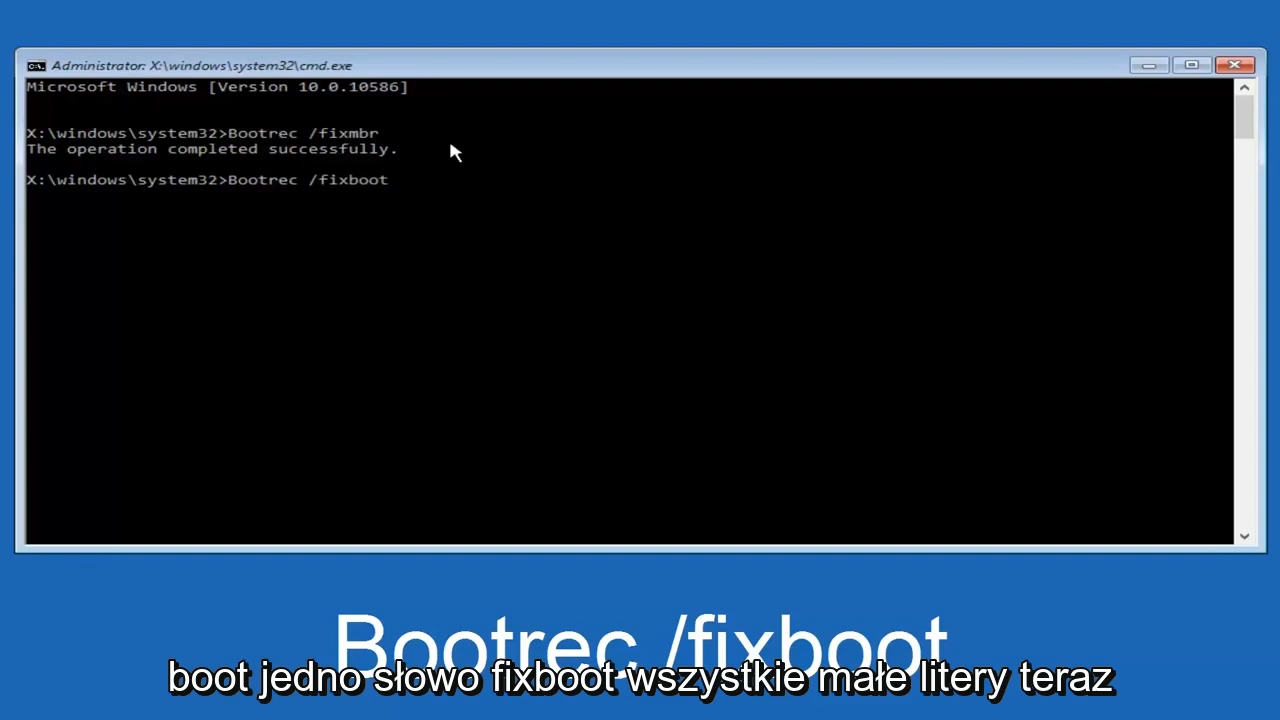 Administrator: X:\windows\system32\cmd.exe
Microsoft Windows [Version 10.0.10586]
X:\windows\system32>Bootrec /fixmbr
The operation completed successfully.
X:\windows\system32>Bootrec /fixboot
Bootrec /fixboot
boot jedno słowo fixboot wszystkie małe litery teraz